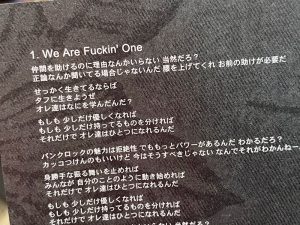 1. We Are Fuckin' One
仲間を助けるのに理由なんかいらない 当然だろ?
正論なんか聞いてる場合じゃないんだ 腰を上げてくれ お前の助けが必要だ
せっかく生きてるならば
タフに生きようぜ
オレ達はなにを学んだんだ?
もしも 少しだけ優しくなれば
もしも 少しだけ持ってるものを分ければ
それだけで オレ達はひとつになれるんだ
パンクロックの魅力は拒絶性 でももっとパワーがあるんだ わかるだろ?
カッコつけんのもいいけど 今はそうすべきじゃない なんでそれがわかんねー
身勝手な振る舞いを止めれば
みんなが 自分のことのように動き始めれば
それだけで オレ達はひとつになれるんだ
もしも 少しだけ優しくなれば
もしも 少しだけ持ってるものを分ければ
それだけで オレ達はひとつになれるんだ